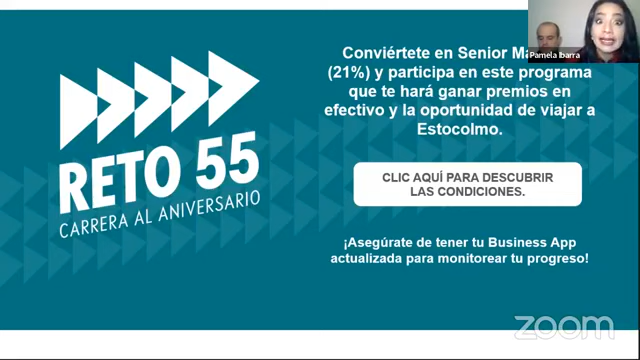 Conviértete en Senior Ma
(21%) y participa en este programa
que te hará ganar premios en
efectivo y la oportunidad de viajar a
Estocolmo.
RETO 55
CARRERA AL ANIVERSARIO
CLIC AQUÍ PARA DESCUBRIR
LAS CONDICIONES.
¡Asegúrate de tener tu Business App
actualizada para monitorear tu progreso!
Pamela Ibarra
zoom